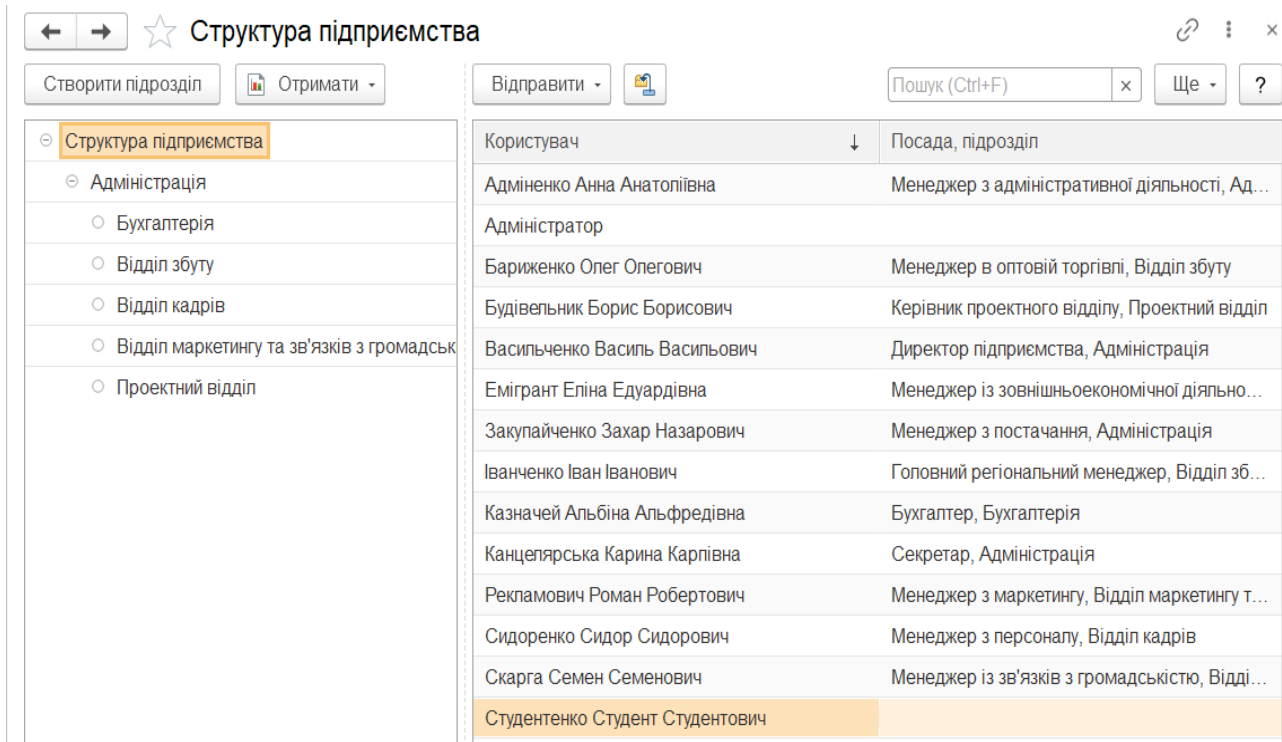 Структура підприємства
Створити підрозділ Отримати Відправити Пошук (Ctrl+F) × Ще ?
Структура підприємства
Адміністрація
Бухгалтерія
Відділ збуту
Відділ кадрів
Відділ маркетингу та зв'язків з громадськ
Проектний відділ
Користувач ↓ Посада, підрозділ
Адміненко Анна Анатоліївна Менеджер з адміністративної діяльності, Ад...
Адміністратор
Бариженко Олег Олегович Менеджер в оптовій торгівлі, Відділ збуту
Будівельник Борис Борисович Керівник проектного відділу, Проектний відділ
Васильченко Василь Васильович Директор підприємства, Адміністрація
Емігрант Еліна Едуардівна Менеджер із зовнішньоекономічної діяльно...
Закупайченко Захар Назарович Менеджер з постачання, Адміністрація
Іванченко Іван Іванович Головний регіональний менеджер, Відділ зб...
Казначей Альбіна Альфредівна Бухгалтер, Бухгалтерія
Канцелярська Карина Карпівна Секретар, Адміністрація
Рекламович Роман Робертович Менеджер з маркетингу, Відділ маркетингу т...
Сидоренко Сидор Сидорович Менеджер з персоналу, Відділ кадрів
Скарга Семен Семенович Менеджер із зв'язків з громадськістю, Відді...
Студентенко Студент Студентович